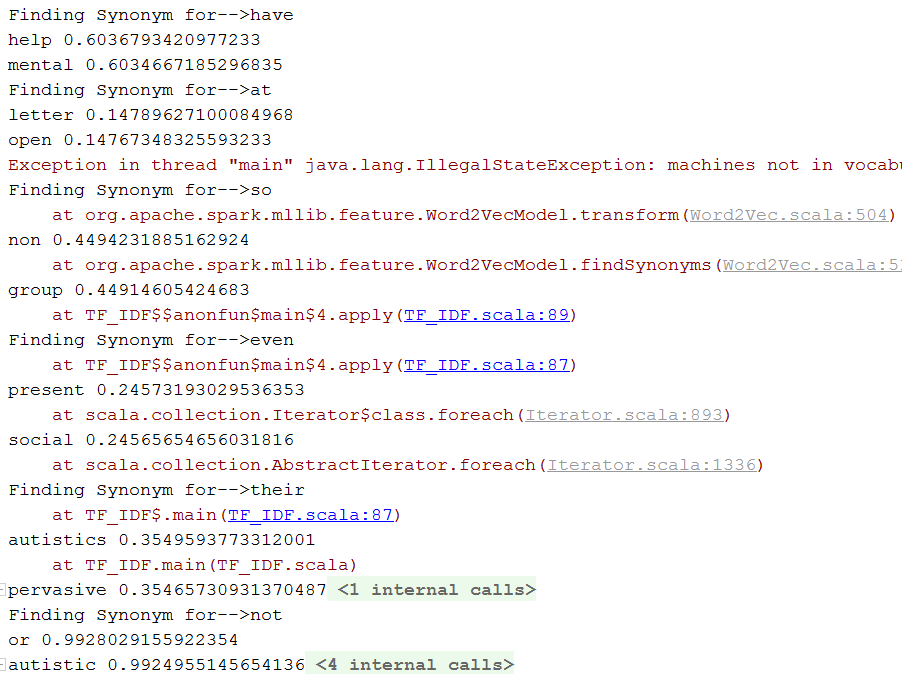 Finding Synonym for-->have
help 0.6036793420977233
mental 0.6034667185296835
Finding Synonym for-->at
letter 0.14789627100084968
open 0.14767348325593233
Exception in thread "main" java.lang.IllegalStateException: machines not in vocabu
Finding Synonym for-->so
at org.apache.spark.mllib.feature.Word2VecModel.transform(Word2Vec.scala:504)
non 0.4494231885162924
at org.apache.spark.mllib.feature.Word2VecModel.findSynonyms(Word2Vec.scala:5
group 0.44914605424683
at TF_IDF$$anonfun$main$4.apply(TF_IDF.scala:89)
Finding Synonym for-->even
at TF_IDF$$anonfun$main$4.apply(TF_IDF.scala:87)
present 0.24573193029536353
at scala.collection.Iterator$class.foreach(Iterator.scala:893)
social 0.24565654656031816
at scala.collection.AbstractIterator.foreach(Iterator.scala:1336)
Finding Synonym for-->their
at TF_IDF$.main(TF_IDF.scala:87)
autistics 0.3549593773312001
at TF_IDF.main(TF_IDF.scala)
pervasive 0.35465730931370487 <1 internal calls>
Finding Synonym for-->not
or 0.9928029155922354
autistic 0.9924955145654136 <4 internal calls>